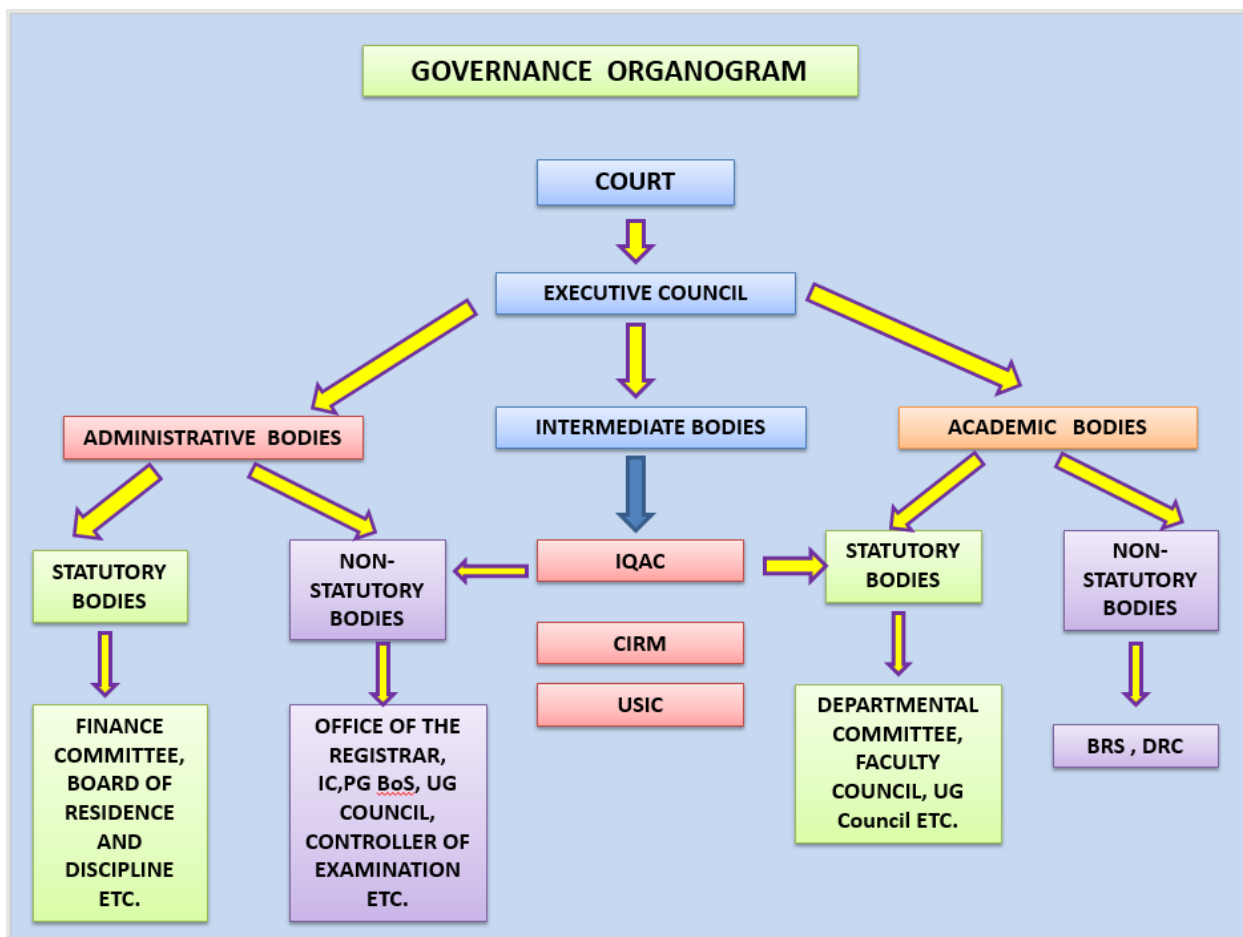 GOVERNANCE ORGANOGRAM
COURT
EXECUTIVE COUNCIL
ADMINISTRATIVE BODIES
INTERMEDIATE BODIES
ACADEMIC BODIES
STATUTORY
BODIES
NON-
STATUTORY
BODIES
IQAC
STATUTORY
BODIES
NON-
STATUTORY
BODIES
CIRM
USIC
FINANCE
COMMITTEE,
BOARD OF
RESIDENCE
AND
DISCIPLINE
ETC.
OFFICE OF THE
REGISTRAR,
IC,PG BoS, UG
COUNCIL,
CONTROLLER OF
EXAMINATION
ETC.
DEPARTMENTAL
COMMITTEE,
FACULTY
COUNCIL, UG
Council ETC.
BRS , DRC